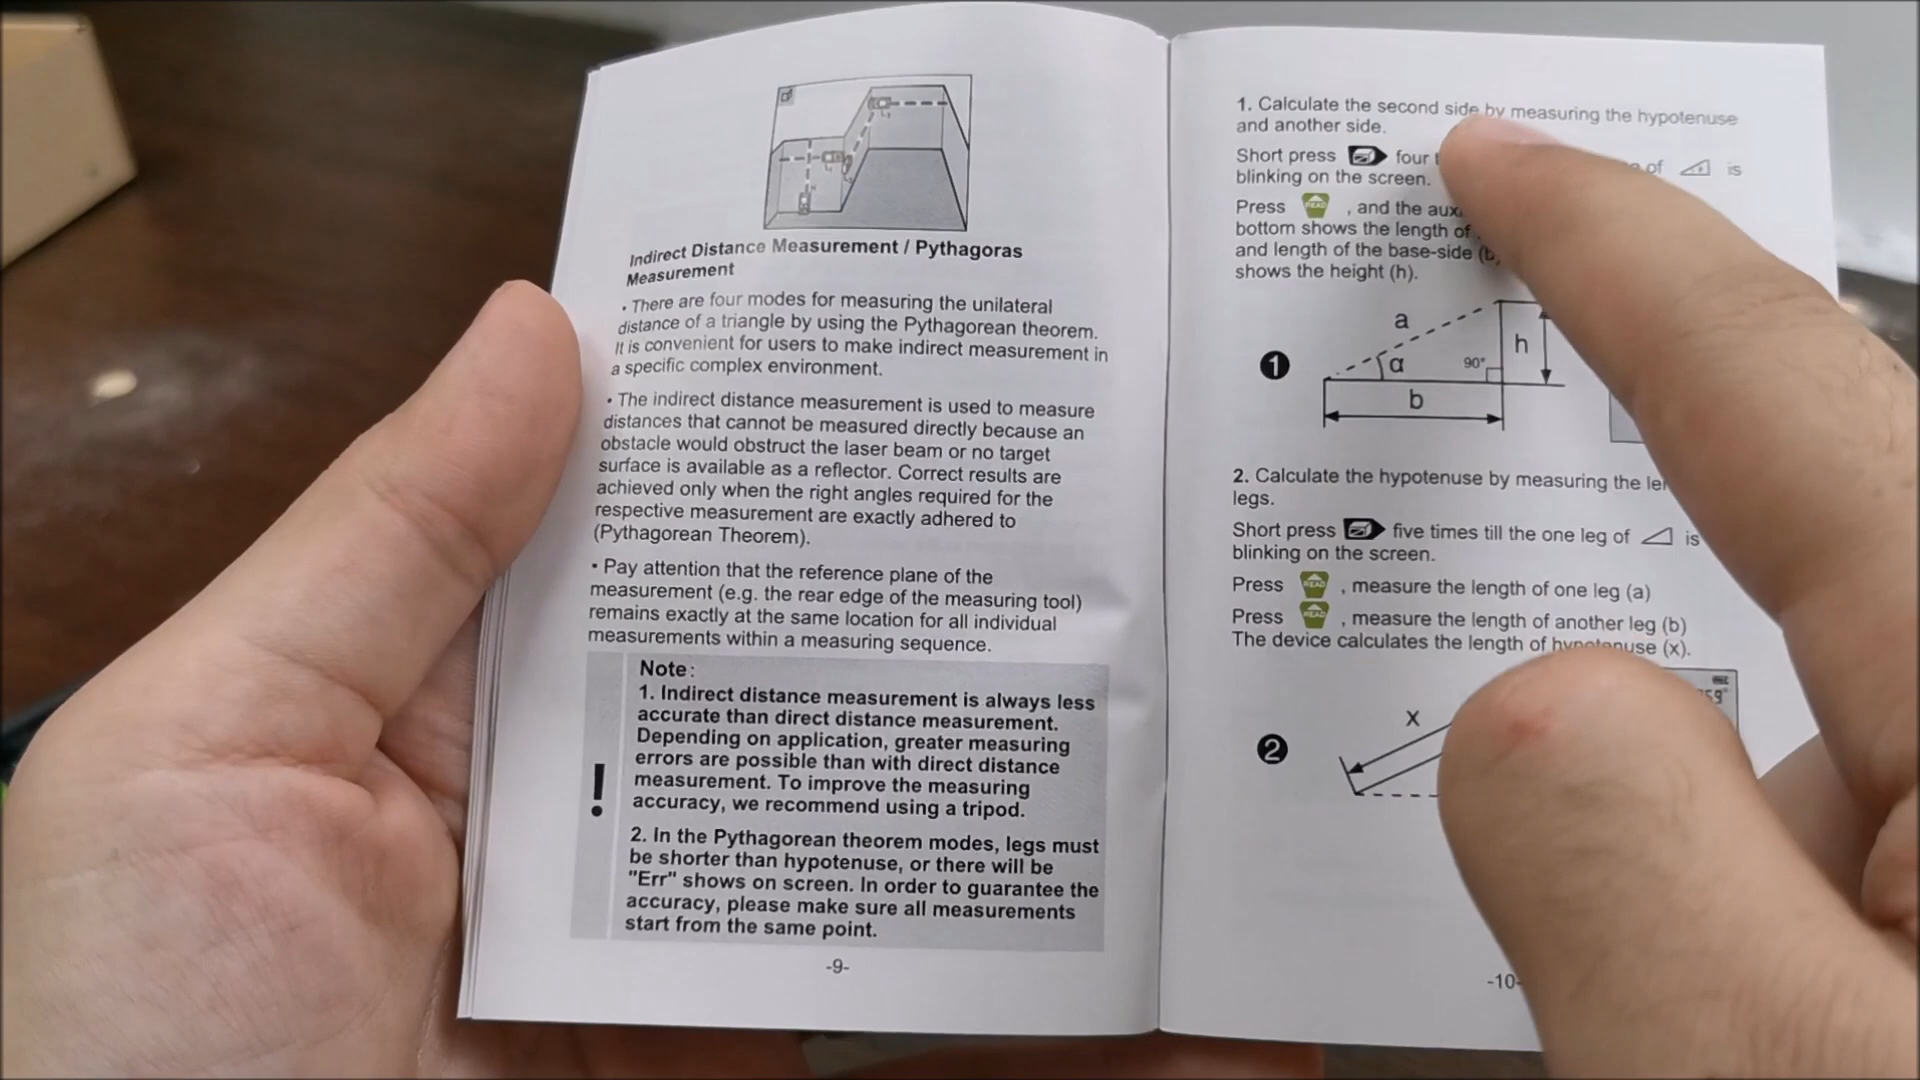 Indirect Distance Measurement / Pythagoras
Measurement
• There are four modes for measuring the unilateral
distance of a triangle by using the Pythagorean theorem.
It is convenient for users to make indirect measurement in
a specific complex environment.
• The indirect distance measurement is used to measure
distances that cannot be measured directly because an
obstacle would obstruct the laser beam or no target
surface is available as a reflector. Correct results are
achieved only when the right angles required for the
respective measurement are exactly adhered to
(Pythagorean Theorem).
• Pay attention that the reference plane of the
measurement (e.g. the rear edge of the measuring tool)
remains exactly at the same location for all individual
measurements within a measuring sequence.
Note:
1. Indirect distance measurement is always less
accurate than direct distance measurement.
Depending on application, greater measuring
errors are possible than with direct distance
measurement. To improve the measuring
accuracy, we recommend using a tripod.
!
2. In the Pythagorean theorem modes, legs must
be shorter than hypotenuse, or there will be
"Err" shows on screen. In order to guarantee the
accuracy, please make sure all measurements
start from the same point.
-9-
1. Calculate the second side by measuring the hypotenuse
and another side.
Short press four of is
blinking on the screen.
Press READ , and the
bottom shows the length of
and length of the base-side
shows the height (h).
a
h
1
α
90°
b
2. Calculate the hypotenuse by measuring the
legs.
Short press five times till the one leg of is
blinking on the screen.
Press READ , measure the length of one leg (a)
Press READ , measure the length of another leg (b)
The device calculates the length of hypotenuse (x).
x
2
-10-